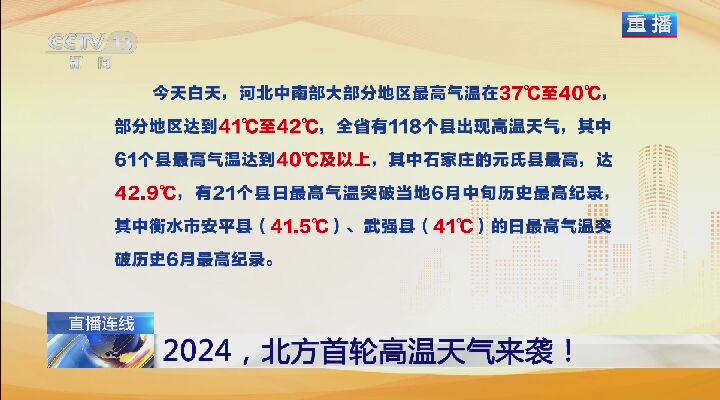 CCTV 13
新闻
重播
今天白天，河北中南部大部分地区最高气温在37℃至40℃，
部分地区达到41℃至42℃，全省有118个县出现高温天气，其中
61个县最高气温达到40℃及以上，其中石家庄的元氏县最高，达
42.9℃，有21个县日最高气温突破当地6月中旬历史最高纪录，
其中衡水市安平县（41.5℃）、武强县（41℃）的日最高气温突
破历史6月最高纪录。
直播连线
2024，北方首轮高温天气来袭！